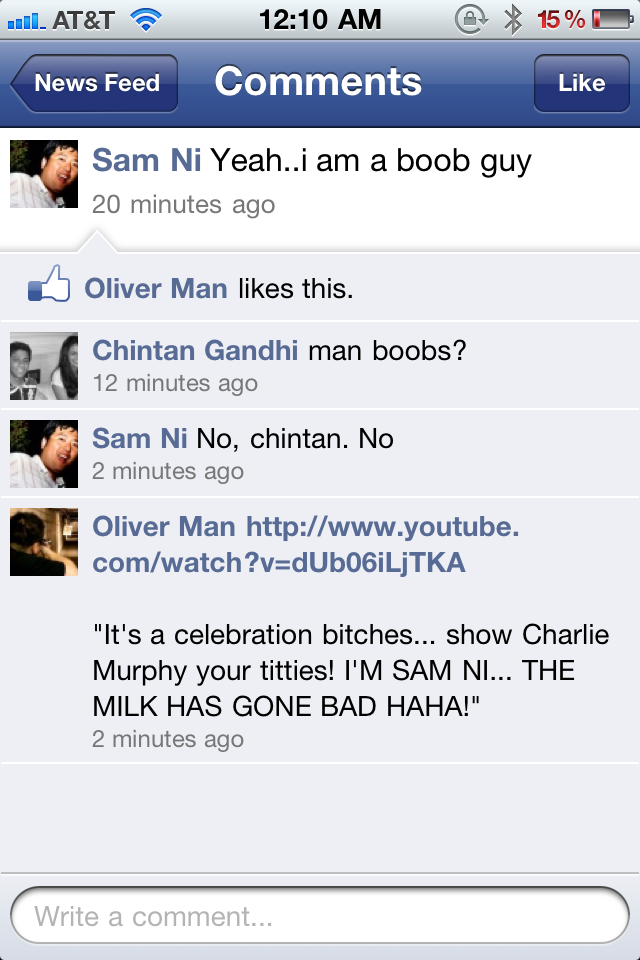 AT&T 12:10 AM 15%
News Feed Comments Like
Sam Ni Yeah..i am a boob guy
20 minutes ago
Oliver Man likes this.
Chintan Gandhi man boobs?
12 minutes ago
Sam Ni No, chintan. No
2 minutes ago
Oliver Man http://www.youtube.
com/watch?v=dUb06iLjTKA
"It's a celebration bitches... show Charlie
Murphy your titties! I'M SAM NI... THE
MILK HAS GONE BAD HAHA!"
2 minutes ago
Write a comment...